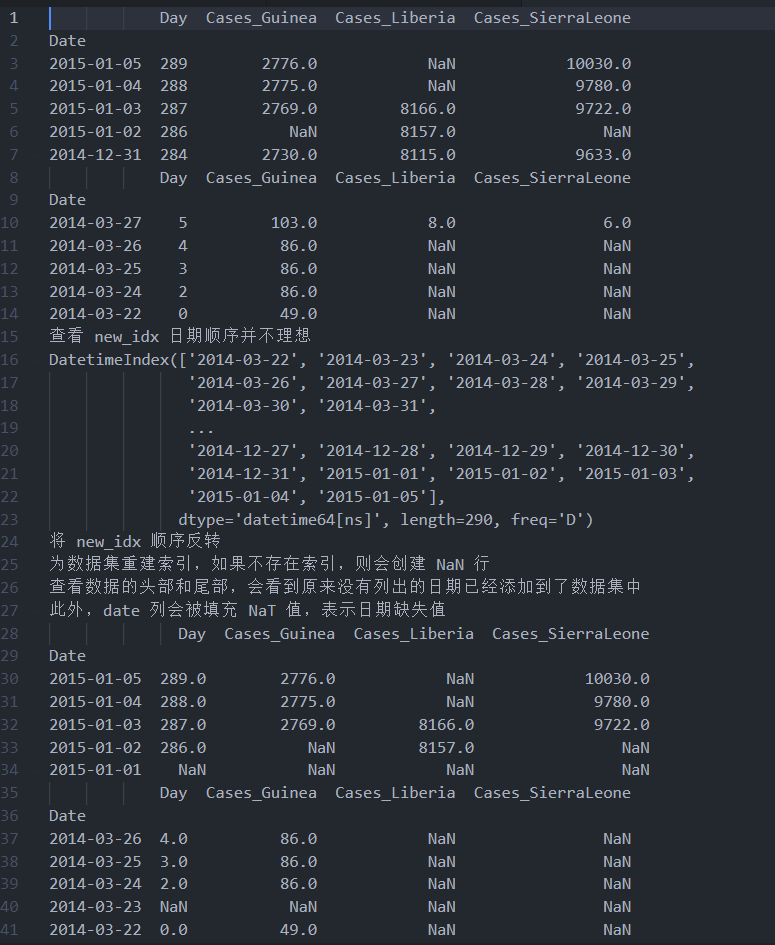 1             Day  Cases_Guinea  Cases_Liberia  Cases_SierraLeone
2 Date
3 2015-01-05  289        2776.0            NaN            10030.0
4 2015-01-04  288        2775.0            NaN             9780.0
5 2015-01-03  287        2769.0         8166.0             9722.0
6 2015-01-02  286           NaN         8157.0                NaN
7 2014-12-31  284        2730.0         8115.0             9633.0
8             Day  Cases_Guinea  Cases_Liberia  Cases_SierraLeone
9 Date
10 2014-03-27    5         103.0            8.0                6.0
11 2014-03-26    4          86.0            NaN                NaN
12 2014-03-25    3          86.0            NaN                NaN
13 2014-03-24    2          86.0            NaN                NaN
14 2014-03-22    0          49.0            NaN                NaN
15 查看 new_idx 日期顺序并不理想
16 DatetimeIndex(['2014-03-22', '2014-03-23', '2014-03-24', '2014-03-25',
17               '2014-03-26', '2014-03-27', '2014-03-28', '2014-03-29',
18               '2014-03-30', '2014-03-31',
19               ...
20               '2014-12-27', '2014-12-28', '2014-12-29', '2014-12-30',
21               '2014-12-31', '2015-01-01', '2015-01-02', '2015-01-03',
22               '2015-01-04', '2015-01-05'],
23              dtype='datetime64[ns]', length=290, freq='D')
24 将 new_idx 顺序反转
25 为数据集重建索引，如果不存在索引，则会创建 NaN 行
26 查看数据的头部和尾部，会看到原来没有列出的日期已经添加到了数据集中
27 此外，date 列会被填充 NaT 值，表示日期缺失值
28               Day  Cases_Guinea  Cases_Liberia  Cases_SierraLeone
29 Date
30 2015-01-05  289.0        2776.0            NaN            10030.0
31 2015-01-04  288.0        2775.0            NaN             9780.0
32 2015-01-03  287.0        2769.0         8166.0             9722.0
33 2015-01-02  286.0           NaN         8157.0                NaN
34 2015-01-01    NaN           NaN            NaN                NaN
35             Day  Cases_Guinea  Cases_Liberia  Cases_SierraLeone
36 Date
37 2014-03-26  4.0          86.0            NaN                NaN
38 2014-03-25  3.0          86.0            NaN                NaN
39 2014-03-24  2.0          86.0            NaN                NaN
40 2014-03-23  NaN           NaN            NaN                NaN
41 2014-03-22  0.0          49.0            NaN                NaN